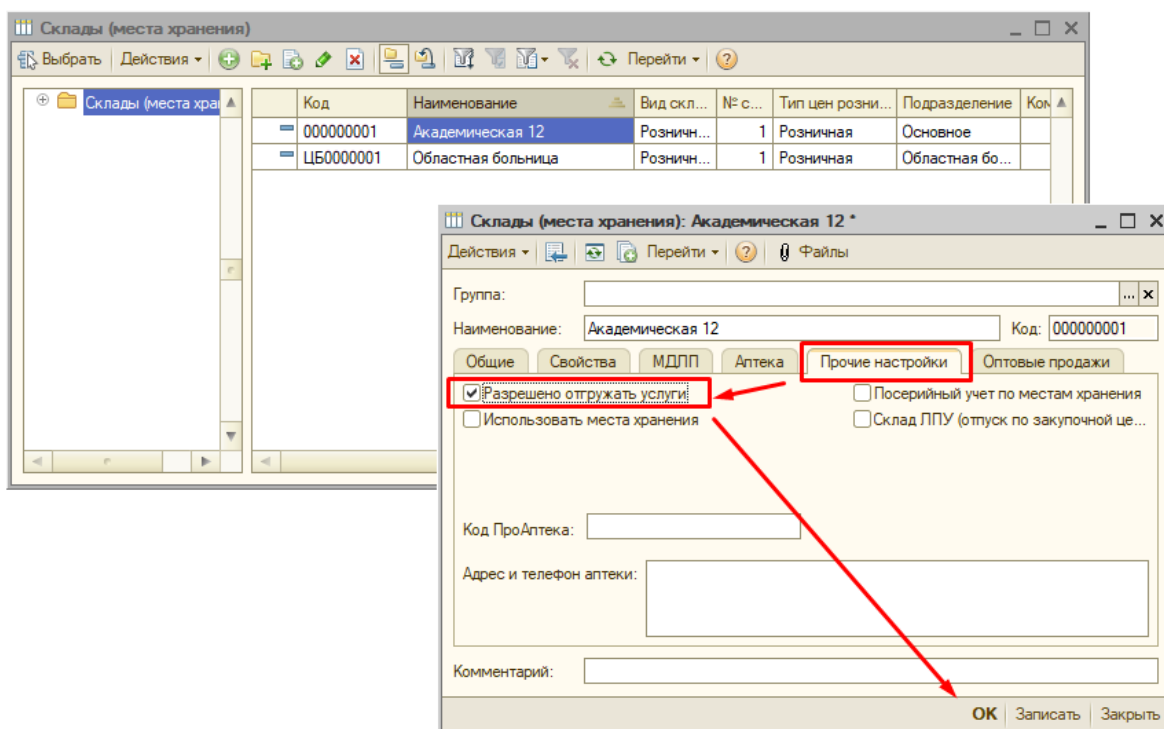 Склады (места хранения)
Выбрать Действия Перейти
Склады (места хра
Код Наименование Вид скл... № с... Тип цен розни... Подразделение Ком
000000001 Академическая 12 Розничн... 1 Розничная Основное
ЦБ0000001 Областная больница Розничн... 1 Розничная Областная бо...
Склады (места хранения): Академическая 12 *
Действия Перейти Файлы
Группа:
Наименование: Академическая 12 Код: 000000001
Общие Свойства МДЛП Аптека Прочие настройки Оптовые продажи
Разрешено отгружать услуги Посерийный учет по местам хранения
Использовать места хранения Склад ЛПУ (отпуск по закупочной це...
Код ПроАптека:
Адрес и телефон аптеки:
Комментарий:
OK Записать Закрыть